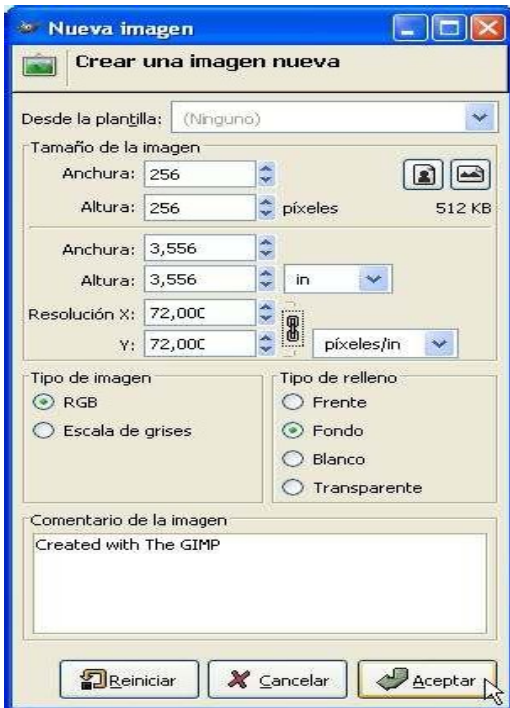 Nueva imagen
Crear una imagen nueva
Desde la plantilla: (Ninguno)
Tamaño de la imagen
Anchura: 256
Altura: 256 píxeles 512 KB
Anchura: 3,556
Altura: 3,556 in
Resolución X: 72,000
Y: 72,000 píxeles/in
Tipo de imagen
RGB
Escala de grises
Tipo de relleno
Frente
Fondo
Blanco
Transparente
Comentario de la imagen
Created with The GIMP
Reiniciar Cancelar Aceptar